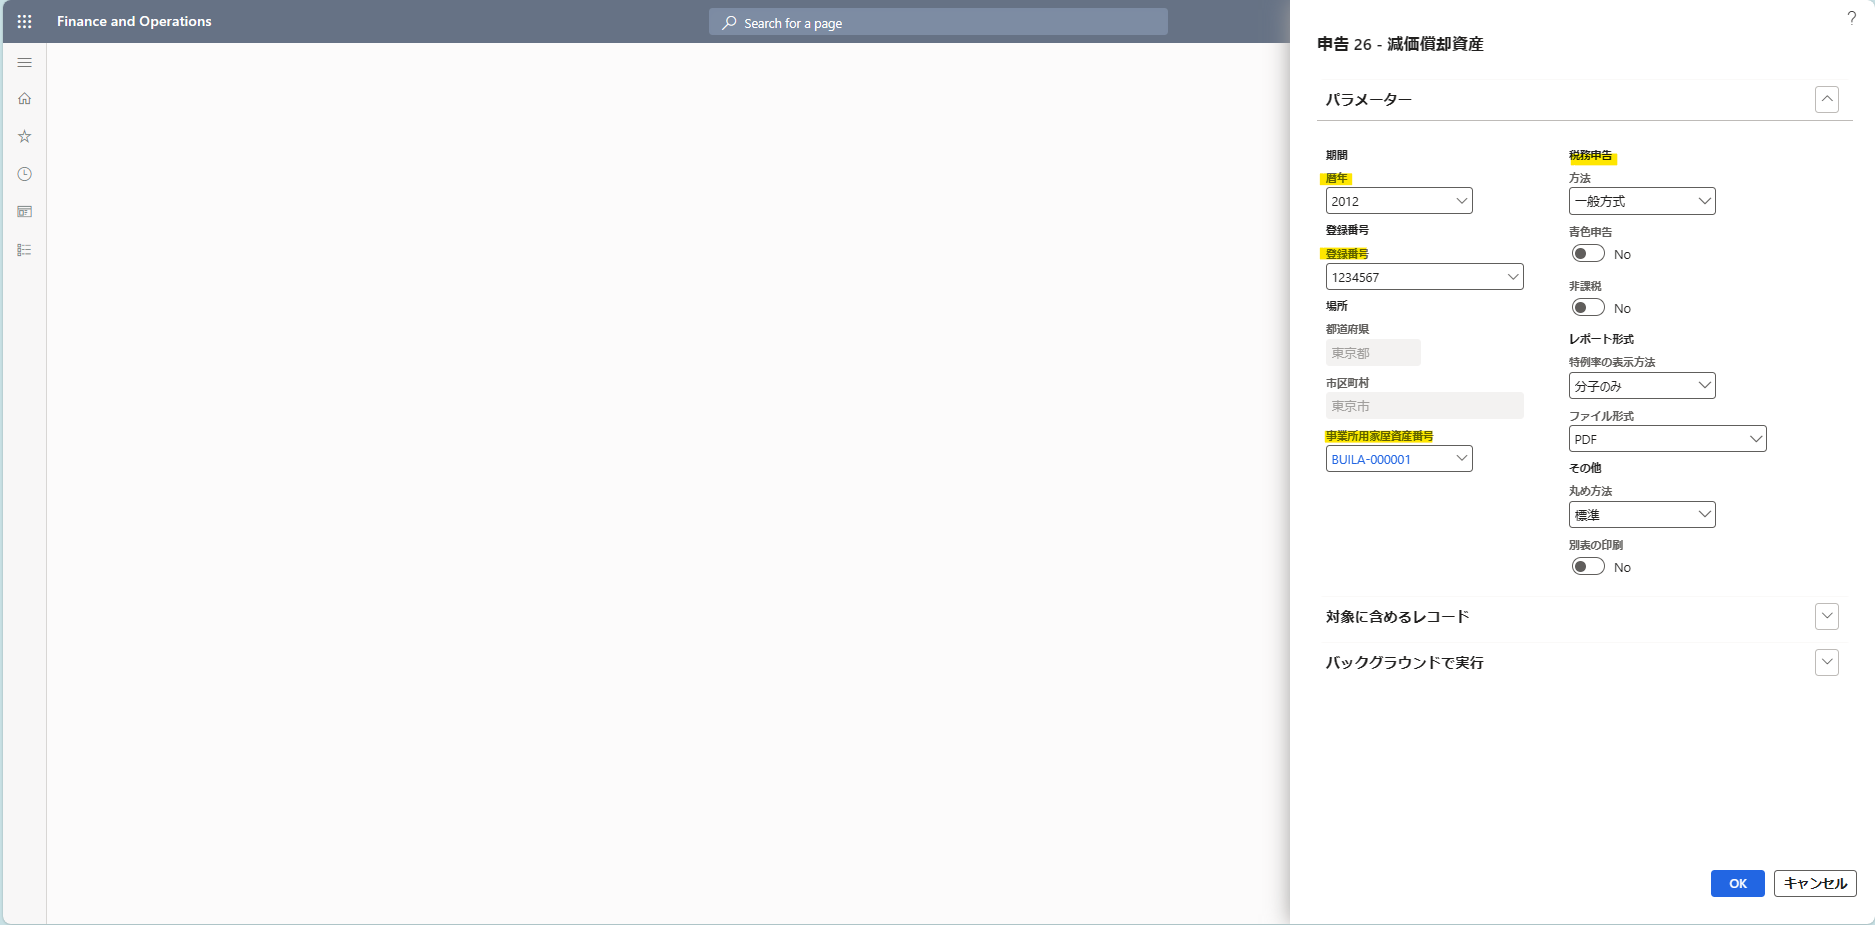 Finance and Operations
Search for a page
?
申告 26 - 減価償却資産
パラメーター
期間
暦年
2012
登録番号
登録番号
1234567
場所
都道府県
東京都
市区町村
東京市
事業所用家屋資産番号
BUILA-000001
税務申告
方法
一般方式
青色申告
No
非課税
No
レポート形式
特例率の表示方法
分子のみ
ファイル形式
PDF
その他
丸め方法
標準
別表の印刷
No
対象に含めるレコード
バックグラウンドで実行
OK
キャンセル